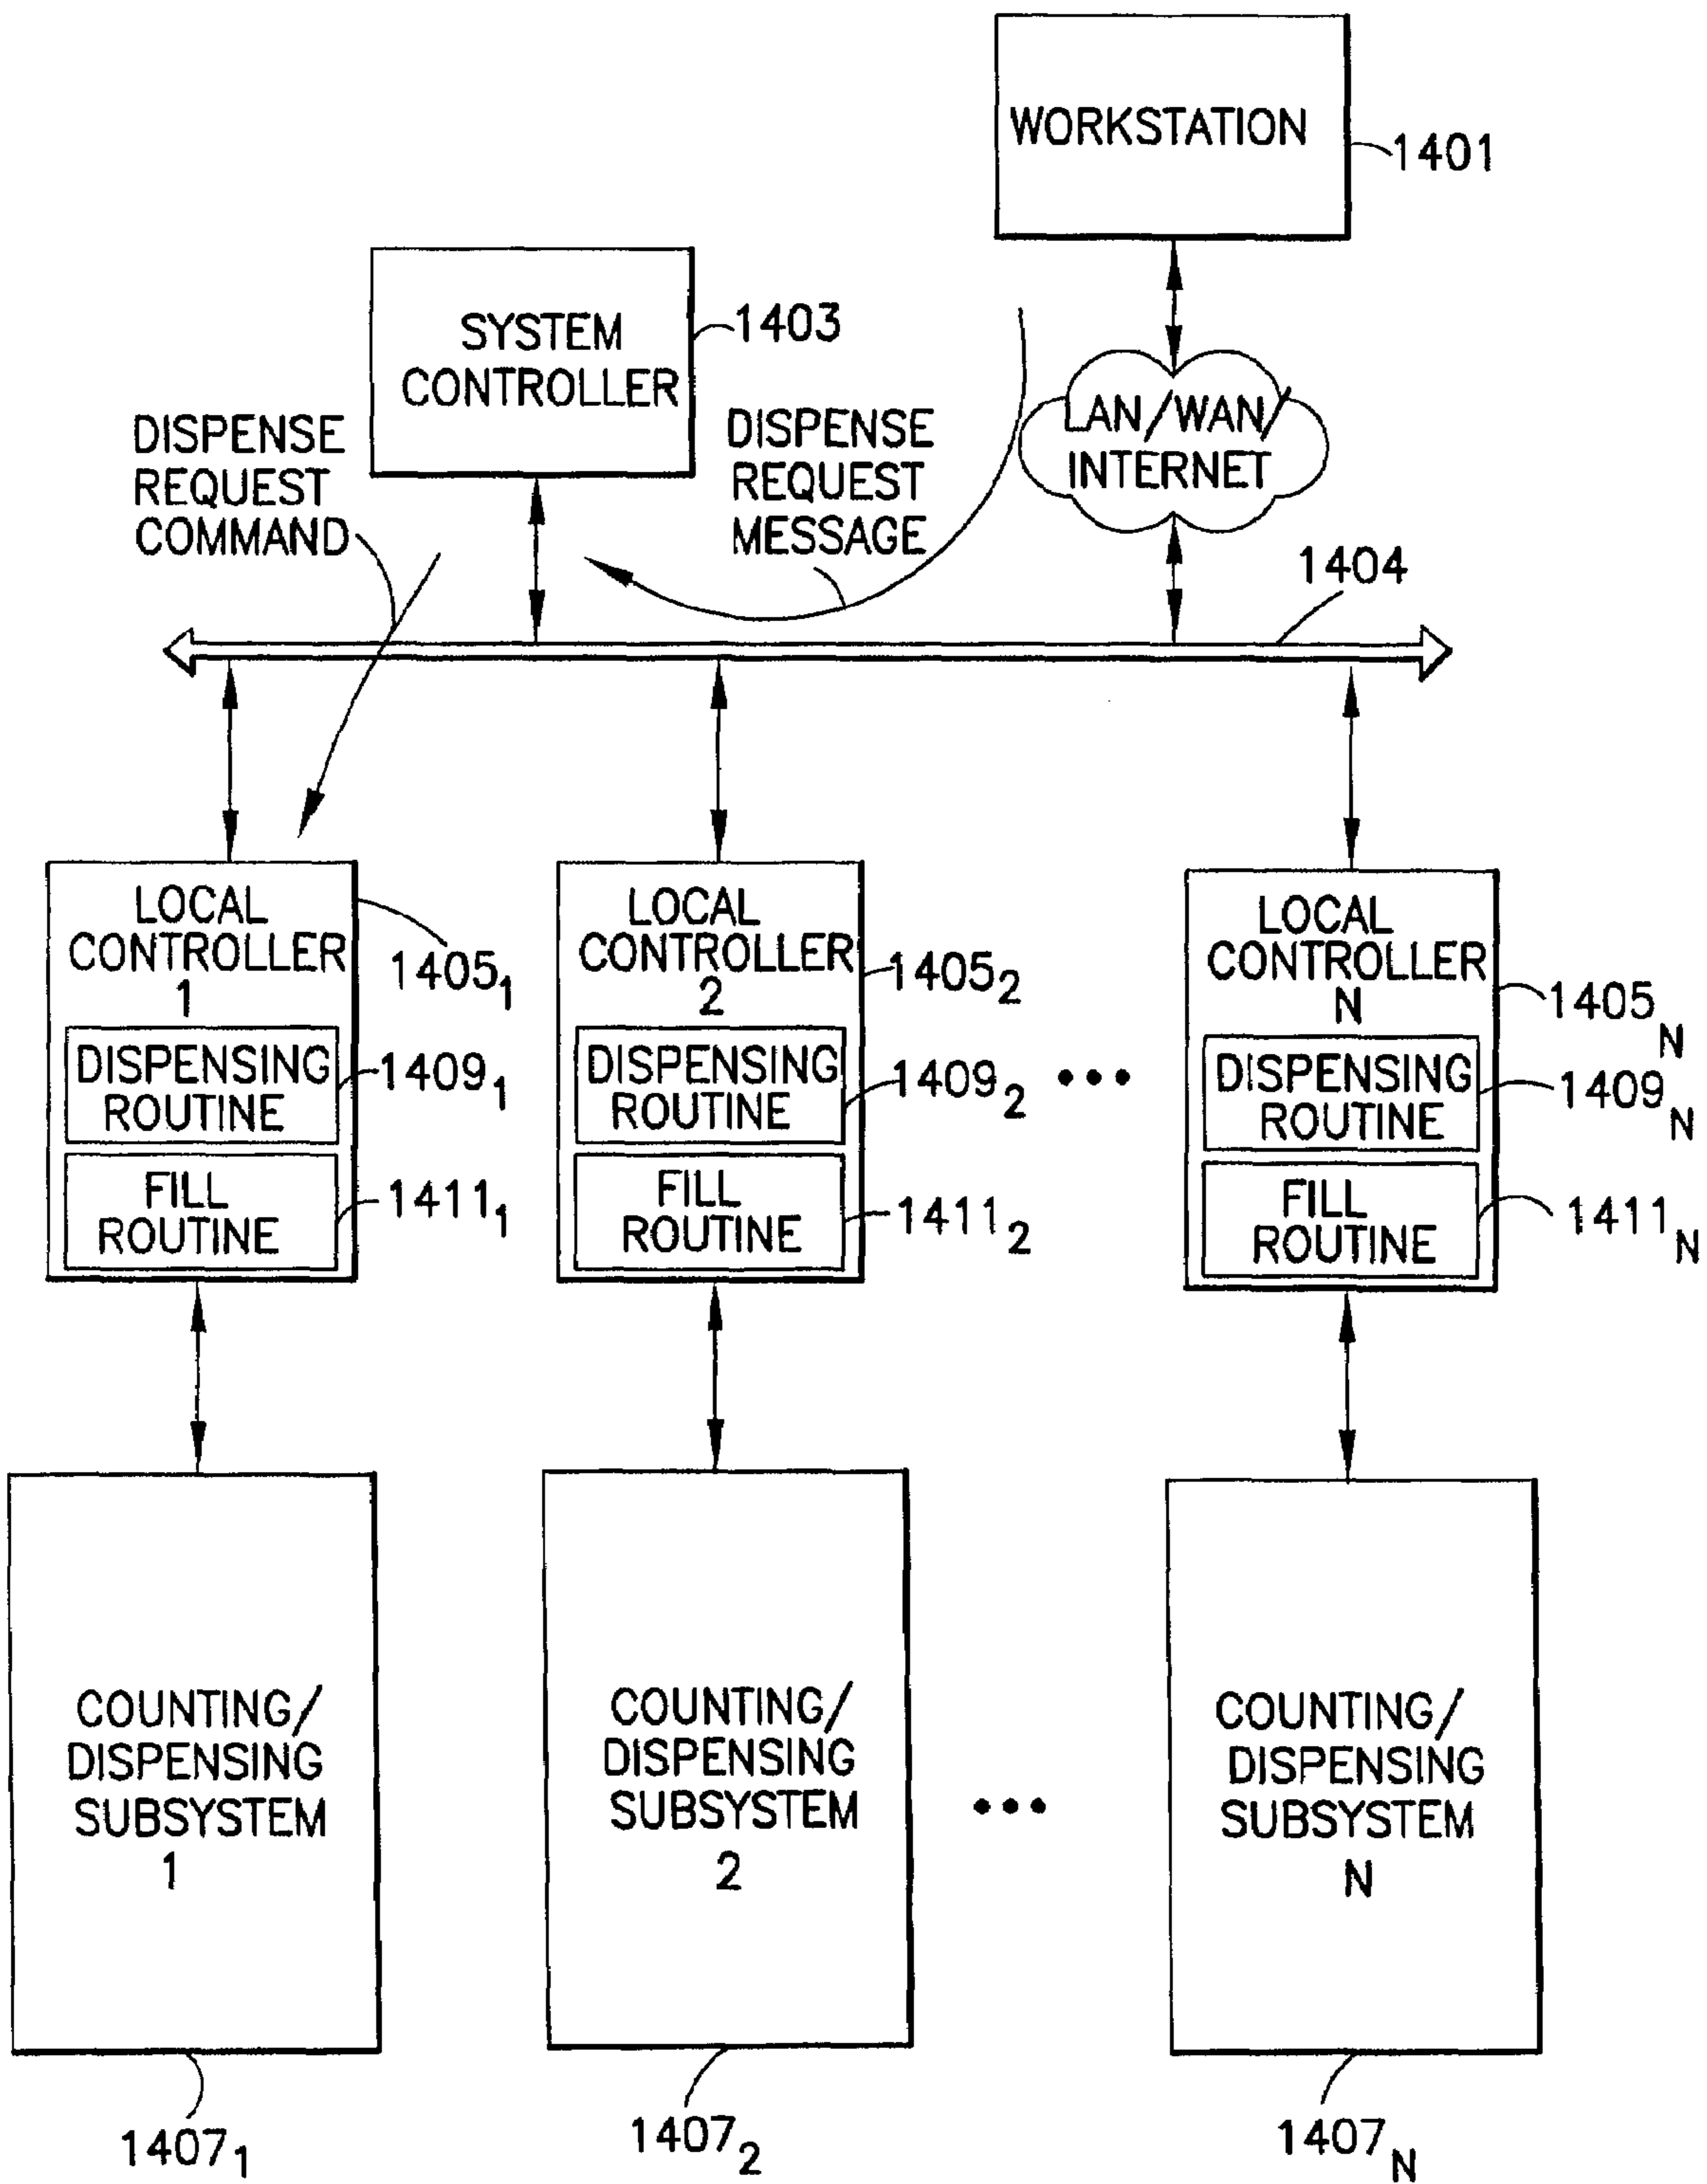 WORKSTATION
1401
SYSTEM
CONTROLLER
1403
DISPENSE
REQUEST
COMMAND
DISPENSE
REQUEST
MESSAGE
LAN/WAN/
INTERNET
1404
LOCAL
CONTROLLER
1
1405₁
DISPENSING
ROUTINE
1409₁
FILL
ROUTINE
1411₁
LOCAL
CONTROLLER
2
1405₂
DISPENSING
ROUTINE
1409₂
FILL
ROUTINE
1411₂
•••
LOCAL
CONTROLLER
N
1405N
DISPENSING
ROUTINE
1409N
FILL
ROUTINE
1411N
COUNTING/
DISPENSING
SUBSYSTEM
1
1407₁
COUNTING/
DISPENSING
SUBSYSTEM
2
1407₂
•••
COUNTING/
DISPENSING
SUBSYSTEM
N
1407N